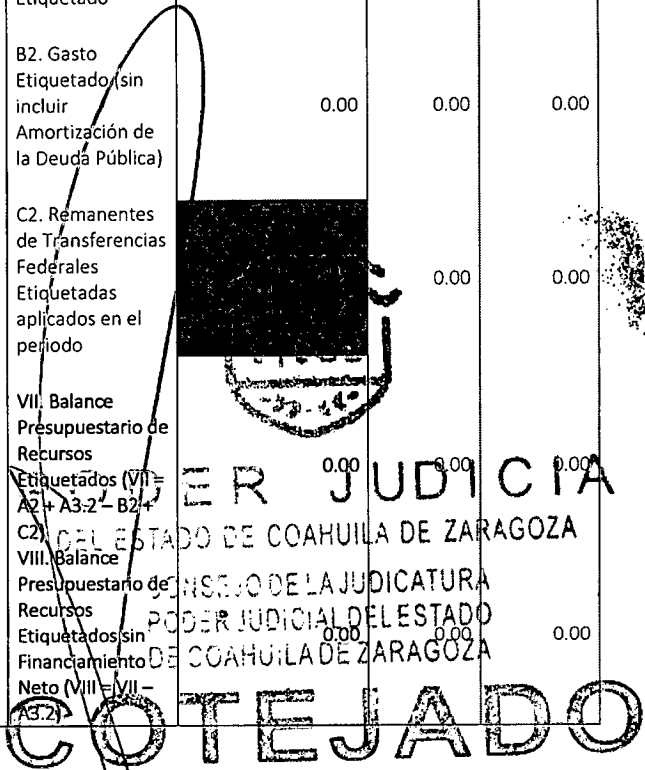 Etiquetado
B2. Gasto
Etiquetado (sin
incluir
Amortización de
la Deuda Pública)
0.00 0.00 0.00
C2. Remanentes
de Transferencias
Federales
Etiquetadas
aplicados en el
periodo
0.00 0.00
VII. Balance
Presupuestario de
Recursos
Etiquetados (VII =
A2 + A3.2 – B2 +
C2)
0.00 0.00 0.00
VIII. Balance
Presupuestario de
Recursos
Etiquetados sin
Financiamiento
Neto (VIII = VII –
A3.2)
0.00 0.00 0.00
JUDICIA
DEL ESTADO DE COAHUILA DE ZARAGOZA
CONSEJO DE LA JUDICATURA
PODER JUDICIAL DEL ESTADO
DE COAHUILA DE ZARAGOZA
COTEJADO